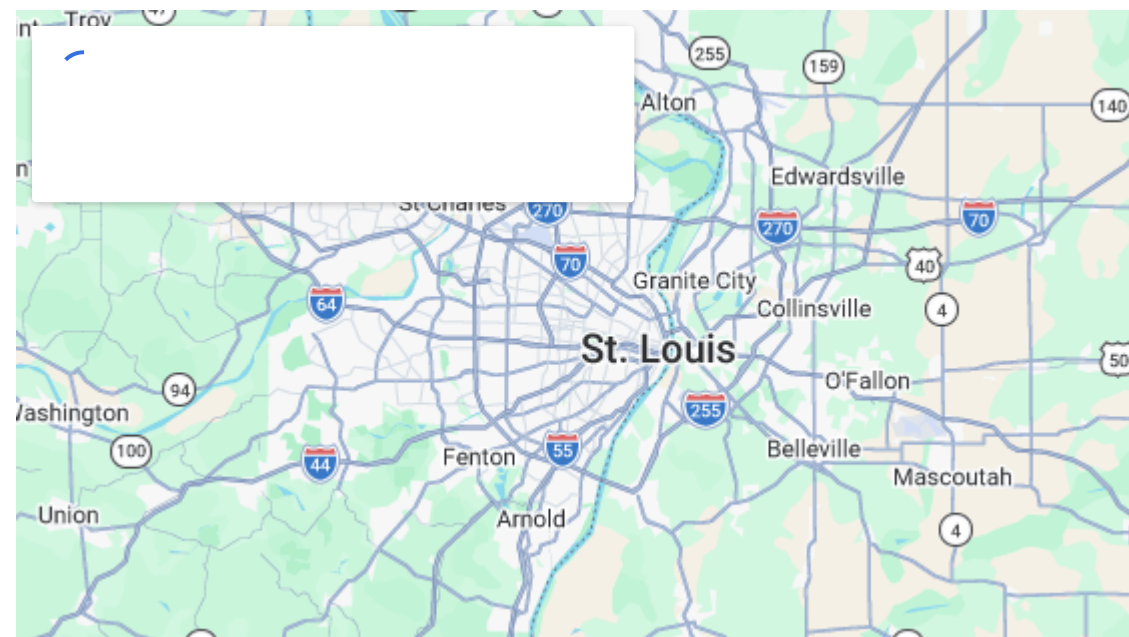 Troy
47
255
159
Alton
140
Edwardsville
St Charles
270
270
70
70
40
Granite City
64
Collinsville
4
St. Louis
50
O'Fallon
94
255
Washington
100
Fenton
55
Belleville
44
Mascoutah
Union
Arnold
4